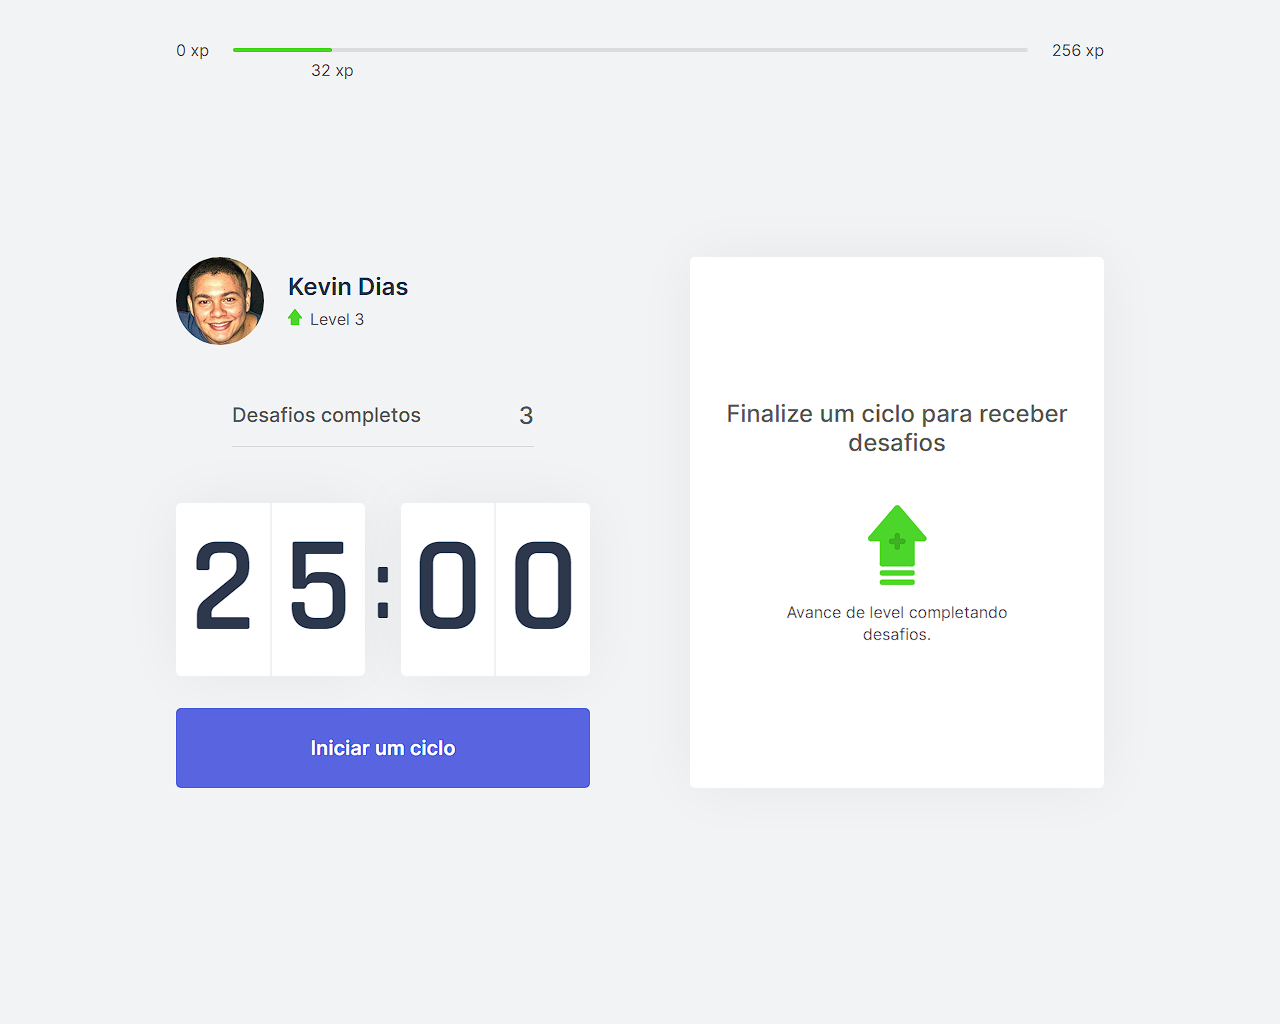 0 xp
256 xp
32 xp
Kevin Dias
Level 3
Desafios completos 3
25:00
Iniciar um ciclo
Finalize um ciclo para receber
desafios
Avance de level completando
desafios.